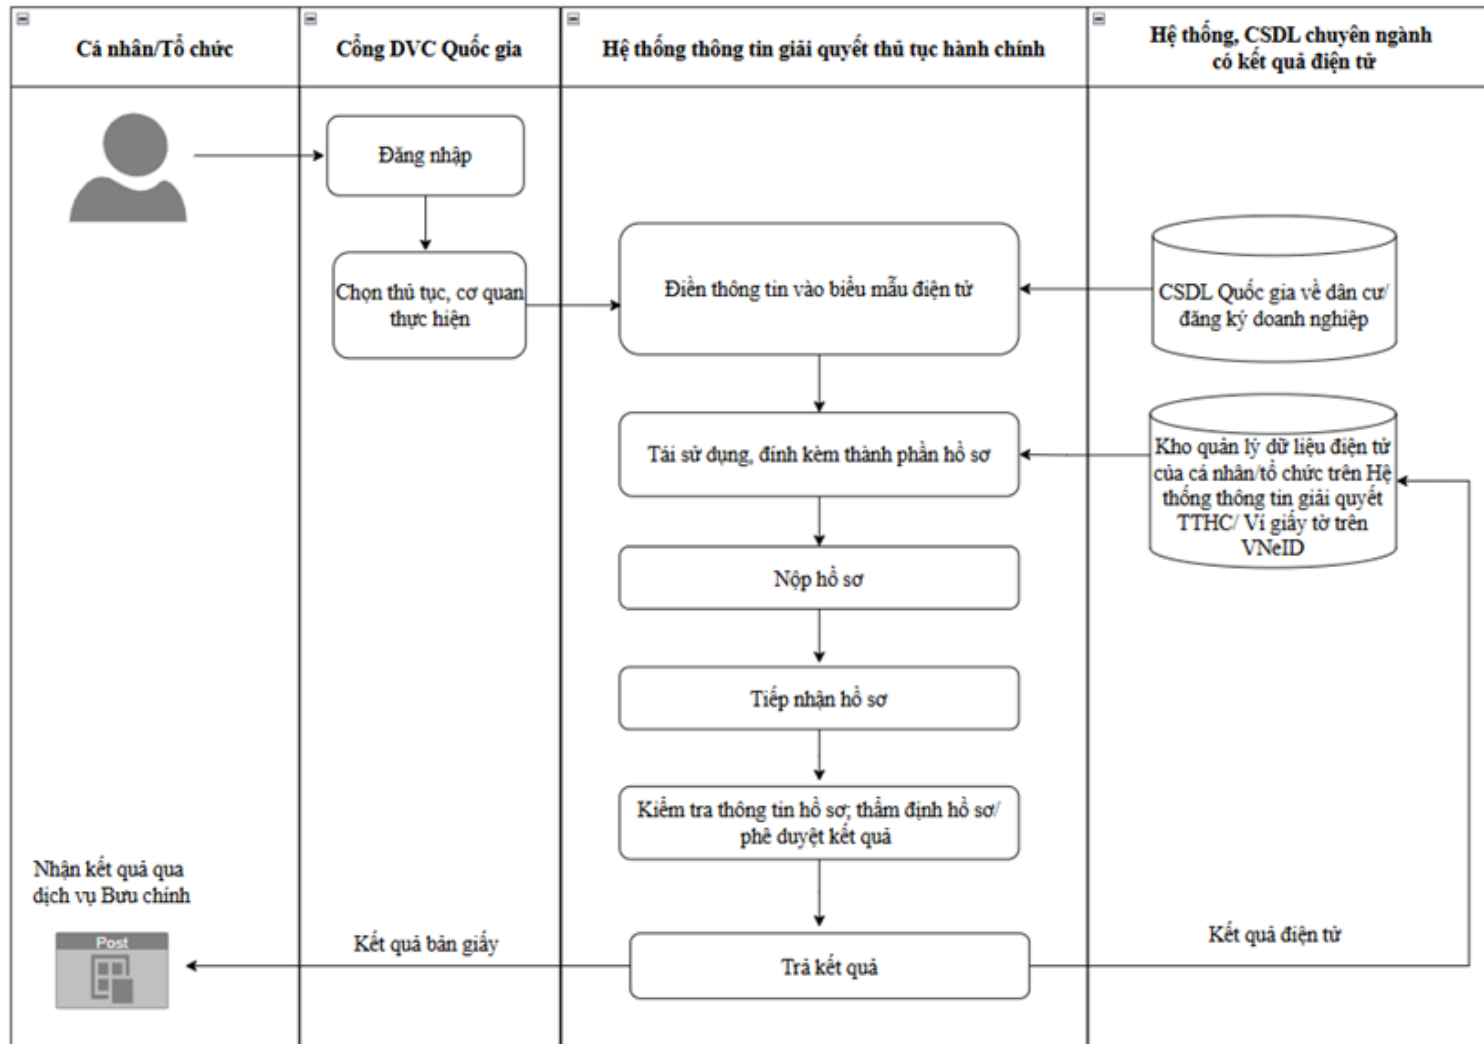 Cá nhân/Tổ chức
Cổng DVC Quốc gia
Hệ thống thông tin giải quyết thủ tục hành chính
Hệ thống, CSDL chuyên ngành
có kết quả điện tử
Đăng nhập
Chọn thủ tục, cơ quan
thực hiện
Điền thông tin vào biểu mẫu điện tử
CSDL Quốc gia về dân cư/
đăng ký doanh nghiệp
Tái sử dụng, đính kèm thành phần hồ sơ
Kho quản lý dữ liệu điện tử
của cá nhân/tổ chức trên Hệ
thống thông tin giải quyết
TTHC/ Ví giấy tờ trên
VNeID
Nộp hồ sơ
Tiếp nhận hồ sơ
Kiểm tra thông tin hồ sơ; thẩm định hồ sơ/
phê duyệt kết quả
Nhận kết quả qua
dịch vụ Bưu chính
Post
Kết quả bản giấy
Trả kết quả
Kết quả điện tử